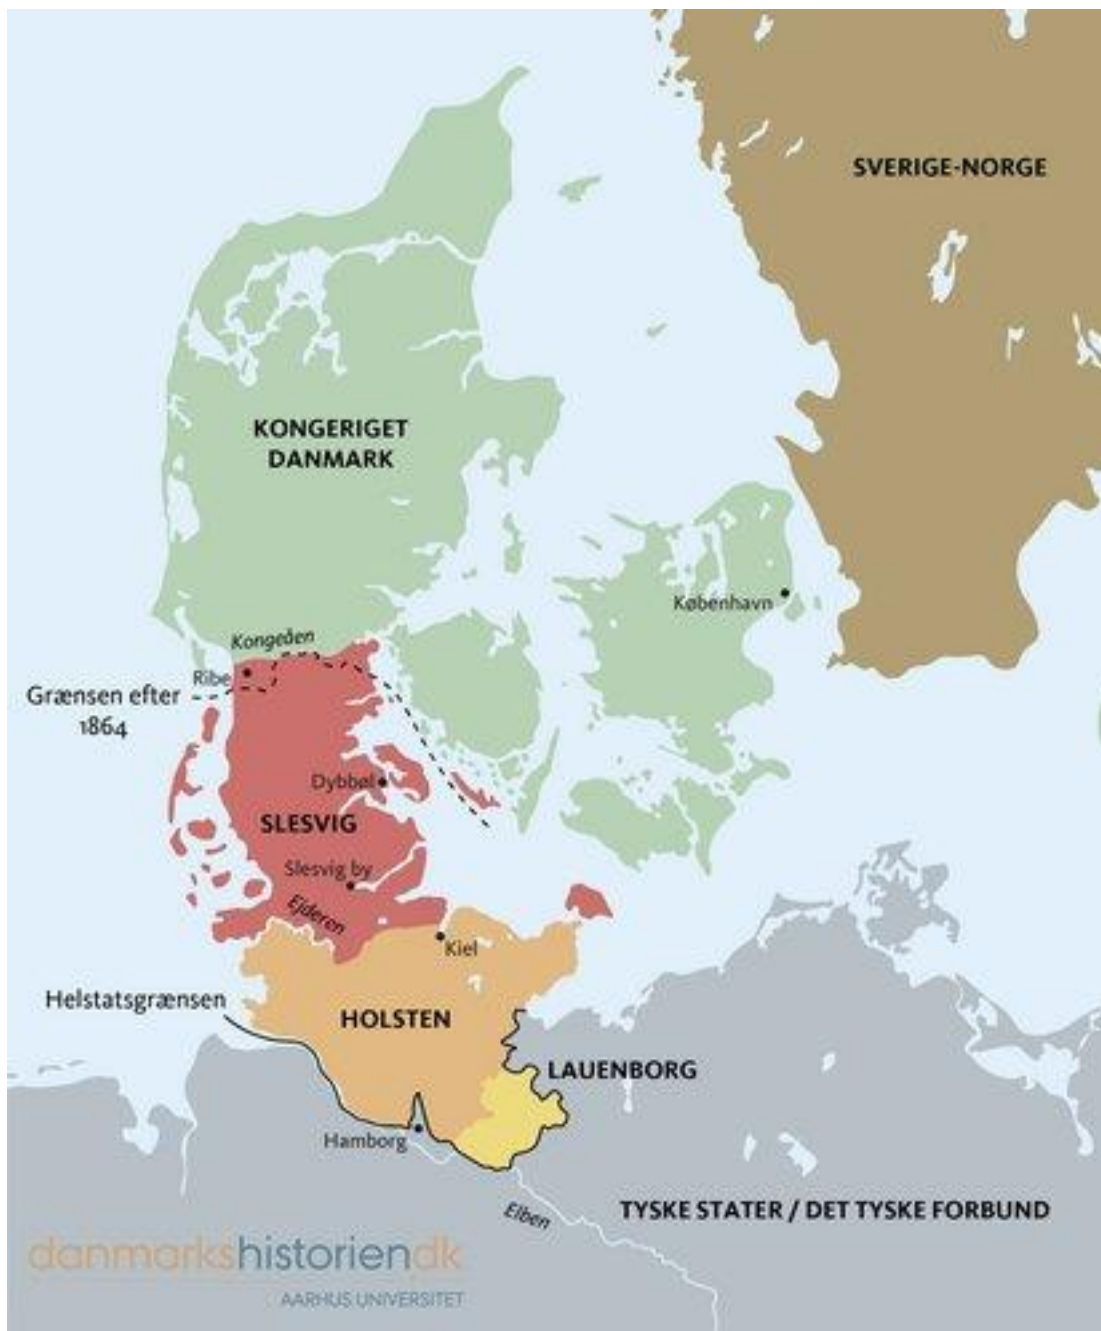 SVERIGE-NORGE
KONGERIGET
DANMARK
København
Kongeåen
Ribe
Grænsen efter
1864
Dybbøl
SLESVIG
Slesvig by
Ejderen
Kiel
Helstatsgrænsen
HOLSTEN
LAUENBORG
Hamborg
Elben
TYSKE STATER / DET TYSKE FORBUND
danmarkshistorien.dk
AARHUS UNIVERSITET